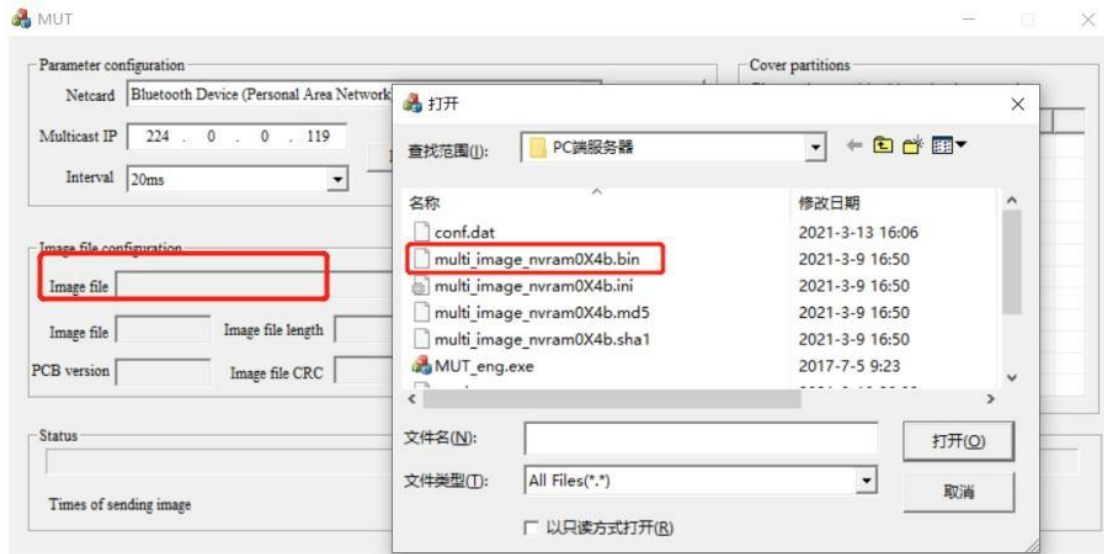 MUT
Parameter configuration
Netcard Bluetooth Device (Personal Area Network
Multicast IP 224 . 0 . 0 . 119
Interval 20ms
Image file configuration
Image file
Image file Image file length
PCB version Image file CRC
Status
Times of sending image
Cover partitions
打开
查找范围(I): PC端服务器
名称 修改日期
conf.dat 2021-3-13 16:06
multi_image_nvram0X4b.bin 2021-3-9 16:50
multi_image_nvram0X4b.ini 2021-3-9 16:50
multi_image_nvram0X4b.md5 2021-3-9 16:50
multi_image_nvram0X4b.sha1 2021-3-9 16:50
MUT_eng.exe 2017-7-5 9:23
文件名(N): 打开(O)
文件类型(T): All Files(*.*) 取消
以只读方式打开(R)